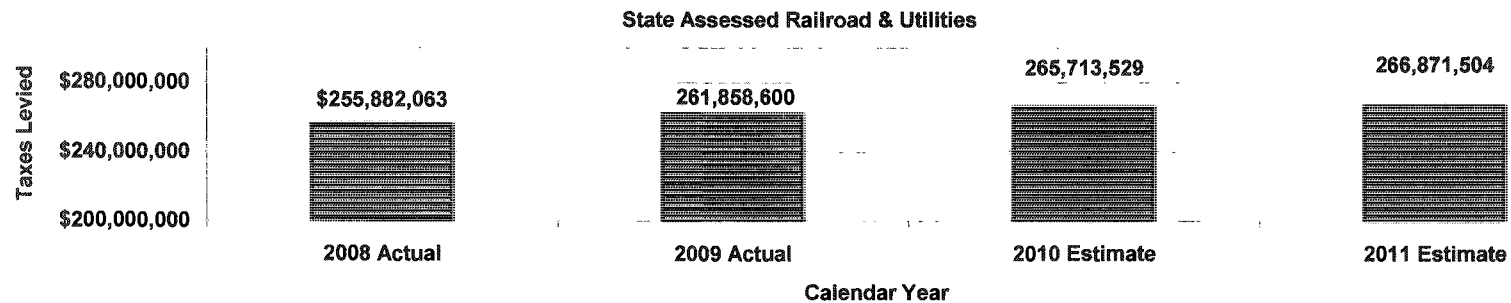 State Assessed Railroad & Utilities
Taxes Levied
$280,000,000
$240,000,000
$200,000,000
$255,882,063
261,858,600
265,713,529
266,871,504
2008 Actual
2009 Actual
2010 Estimate
2011 Estimate
Calendar Year